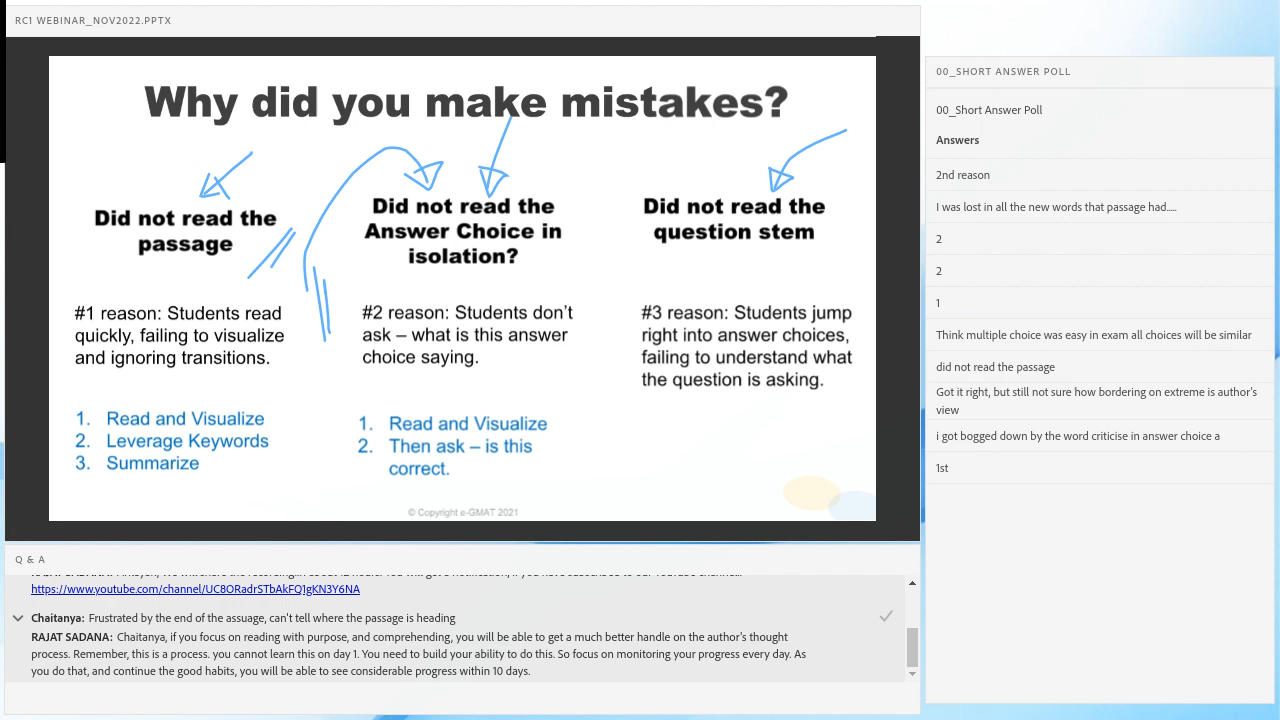 RC1 WEBINAR_NOV2022.PPTX
Why did you make mistakes?
Did not read the
passage
#1 reason: Students read
quickly, failing to visualize
and ignoring transitions.
1. Read and Visualize
2. Leverage Keywords
3. Summarize
Did not read the
Answer Choice in
isolation?
#2 reason: Students don't
ask – what is this answer
choice saying.
1. Read and Visualize
2. Then ask – is this
correct.
Did not read the
question stem
#3 reason: Students jump
right into answer choices,
failing to understand what
the question is asking.
© Copyright e-GMAT 2021
00_SHORT ANSWER POLL
00_Short Answer Poll
Answers
2nd reason
I was lost in all the new words that passage had.....
2
2
1
Think multiple choice was easy in exam all choices will be similar
did not read the passage
Got it right, but still not sure how bordering on extreme is author's
view
i got bogged down by the word criticise in answer choice a
1st
Q & A
https://www.youtube.com/channel/UC8ORadrSTbAkFQ1gKN3Y6NA
Chaitanya: Frustrated by the end of the assuage, can't tell where the passage is heading
RAJAT SADANA: Chaitanya, if you focus on reading with purpose, and comprehending, you will be able to get a much better handle on the author's thought
process. Remember, this is a process. you cannot learn this on day 1. You need to build your ability to do this. So focus on monitoring your progress every day. As
you do that, and continue the good habits, you will be able to see considerable progress within 10 days.